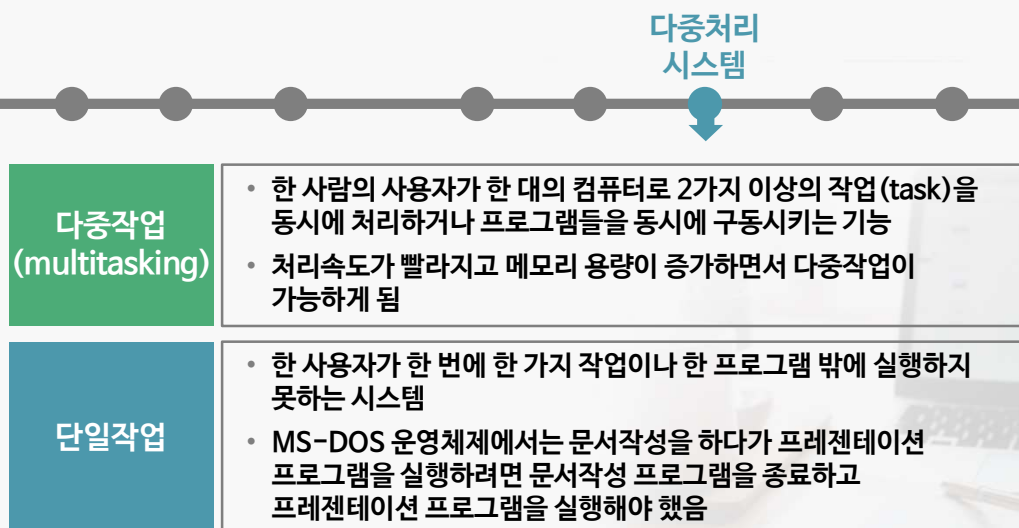 다중처리
시스템
다중작업
(multitasking)
• 한 사람의 사용자가 한 대의 컴퓨터로 2가지 이상의 작업(task)을
동시에 처리하거나 프로그램들을 동시에 구동시키는 기능
• 처리속도가 빨라지고 메모리 용량이 증가하면서 다중작업이
가능하게 됨
단일작업
• 한 사용자가 한 번에 한 가지 작업이나 한 프로그램 밖에 실행하지
못하는 시스템
• MS-DOS 운영체제에서는 문서작성을 하다가 프레젠테이션
프로그램을 실행하려면 문서작성 프로그램을 종료하고
프레젠테이션 프로그램을 실행해야 했음